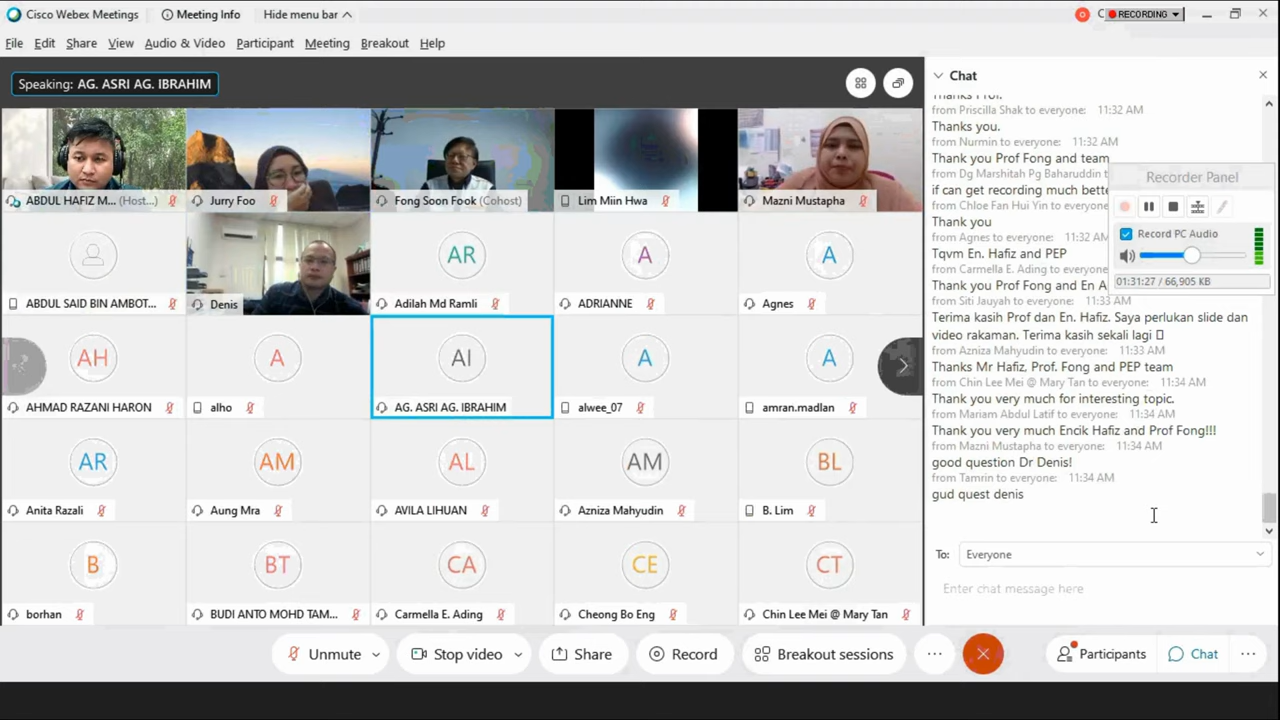 Cisco Webex Meetings
Meeting Info
Hide menu bar
RECORDING
File Edit Share View Audio & Video Participant Meeting Breakout Help
Speaking: AG. ASRI AG. IBRAHIM
ABDUL HAFIZ M... (Host...)
Jurry Foo
Fong Soon Fook (Cohost)
Lim Miin Hwa
Mazni Mustapha
AR
A
A
ABDUL SAID BIN AMBOT...
Denis
Adilah Md Ramli
ADRIANNE
Agnes
AH
A
AI
A
A
AHMAD RAZANI HARON
alho
AG. ASRI AG. IBRAHIM
alwee_07
amran.madlan
AR
AM
AL
AM
BL
Anita Razali
Aung Mra
AVILA LIHUAN
Azniza Mahyudin
B. Lim
B
BT
CA
CE
CT
borhan
BUDI ANTO MOHD TAM...
Carmella E. Ading
Cheong Bo Eng
Chin Lee Mei @ Mary Tan
Chat
Thanks Prof.
from Priscilla Shak to everyone: 11:32 AM
Thanks you.
from Nurmin to everyone: 11:32 AM
Thank you Prof Fong and team
from Dg Marshitah Pg Baharuddin to
if can get recording much bette
from Chloe Fan Hui Yin to everyone
Thank you
from Agnes to everyone: 11:32 AM
Tqvm En. Hafiz and PEP
from Carmella E. Ading to everyone:
Thank you Prof Fong and En A
from Siti Jauyah to everyone: 11:33 AM
Terima kasih Prof dan En. Hafiz. Saya perlukan slide dan
video rakaman. Terima kasih sekali lagi
from Azniza Mahyudin to everyone: 11:33 AM
Thanks Mr Hafiz, Prof. Fong and PEP team
from Chin Lee Mei @ Mary Tan to everyone: 11:34 AM
Thank you very much for interesting topic.
from Mariam Abdul Latif to everyone: 11:34 AM
Thank you very much Encik Hafiz and Prof Fong!!!
from Mazni Mustapha to everyone: 11:34 AM
good question Dr Denis!
from Tamrin to everyone: 11:34 AM
gud quest denis
Recorder Panel
Record PC Audio
01:31:27 / 66,905 KB
To: Everyone
Enter chat message here
Unmute
Stop video
Share
Record
Breakout sessions
Participants
Chat